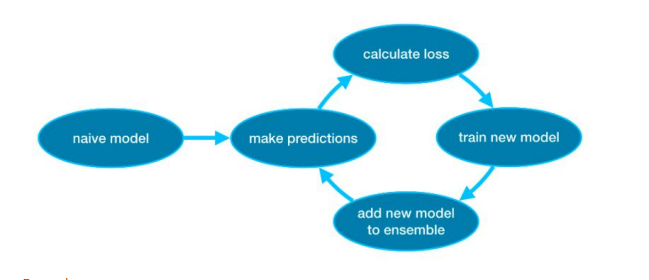 calculate loss
naive model
make predictions
train new model
add new model
to ensemble